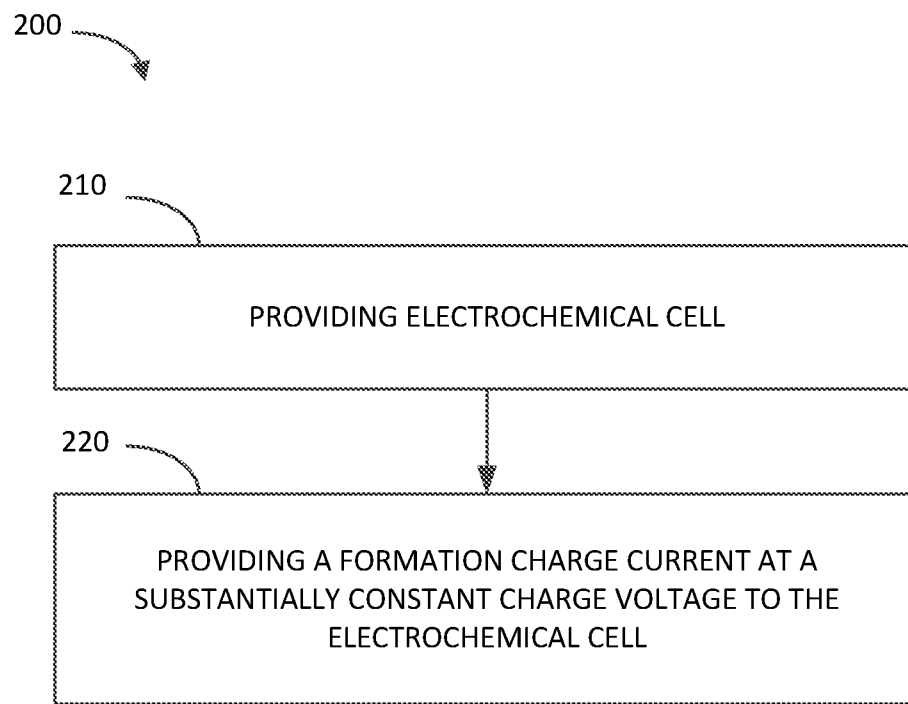 200
210
PROVIDING ELECTROCHEMICAL CELL
220
PROVIDING A FORMATION CHARGE CURRENT AT A
SUBSTANTIALLY CONSTANT CHARGE VOLTAGE TO THE
ELECTROCHEMICAL CELL